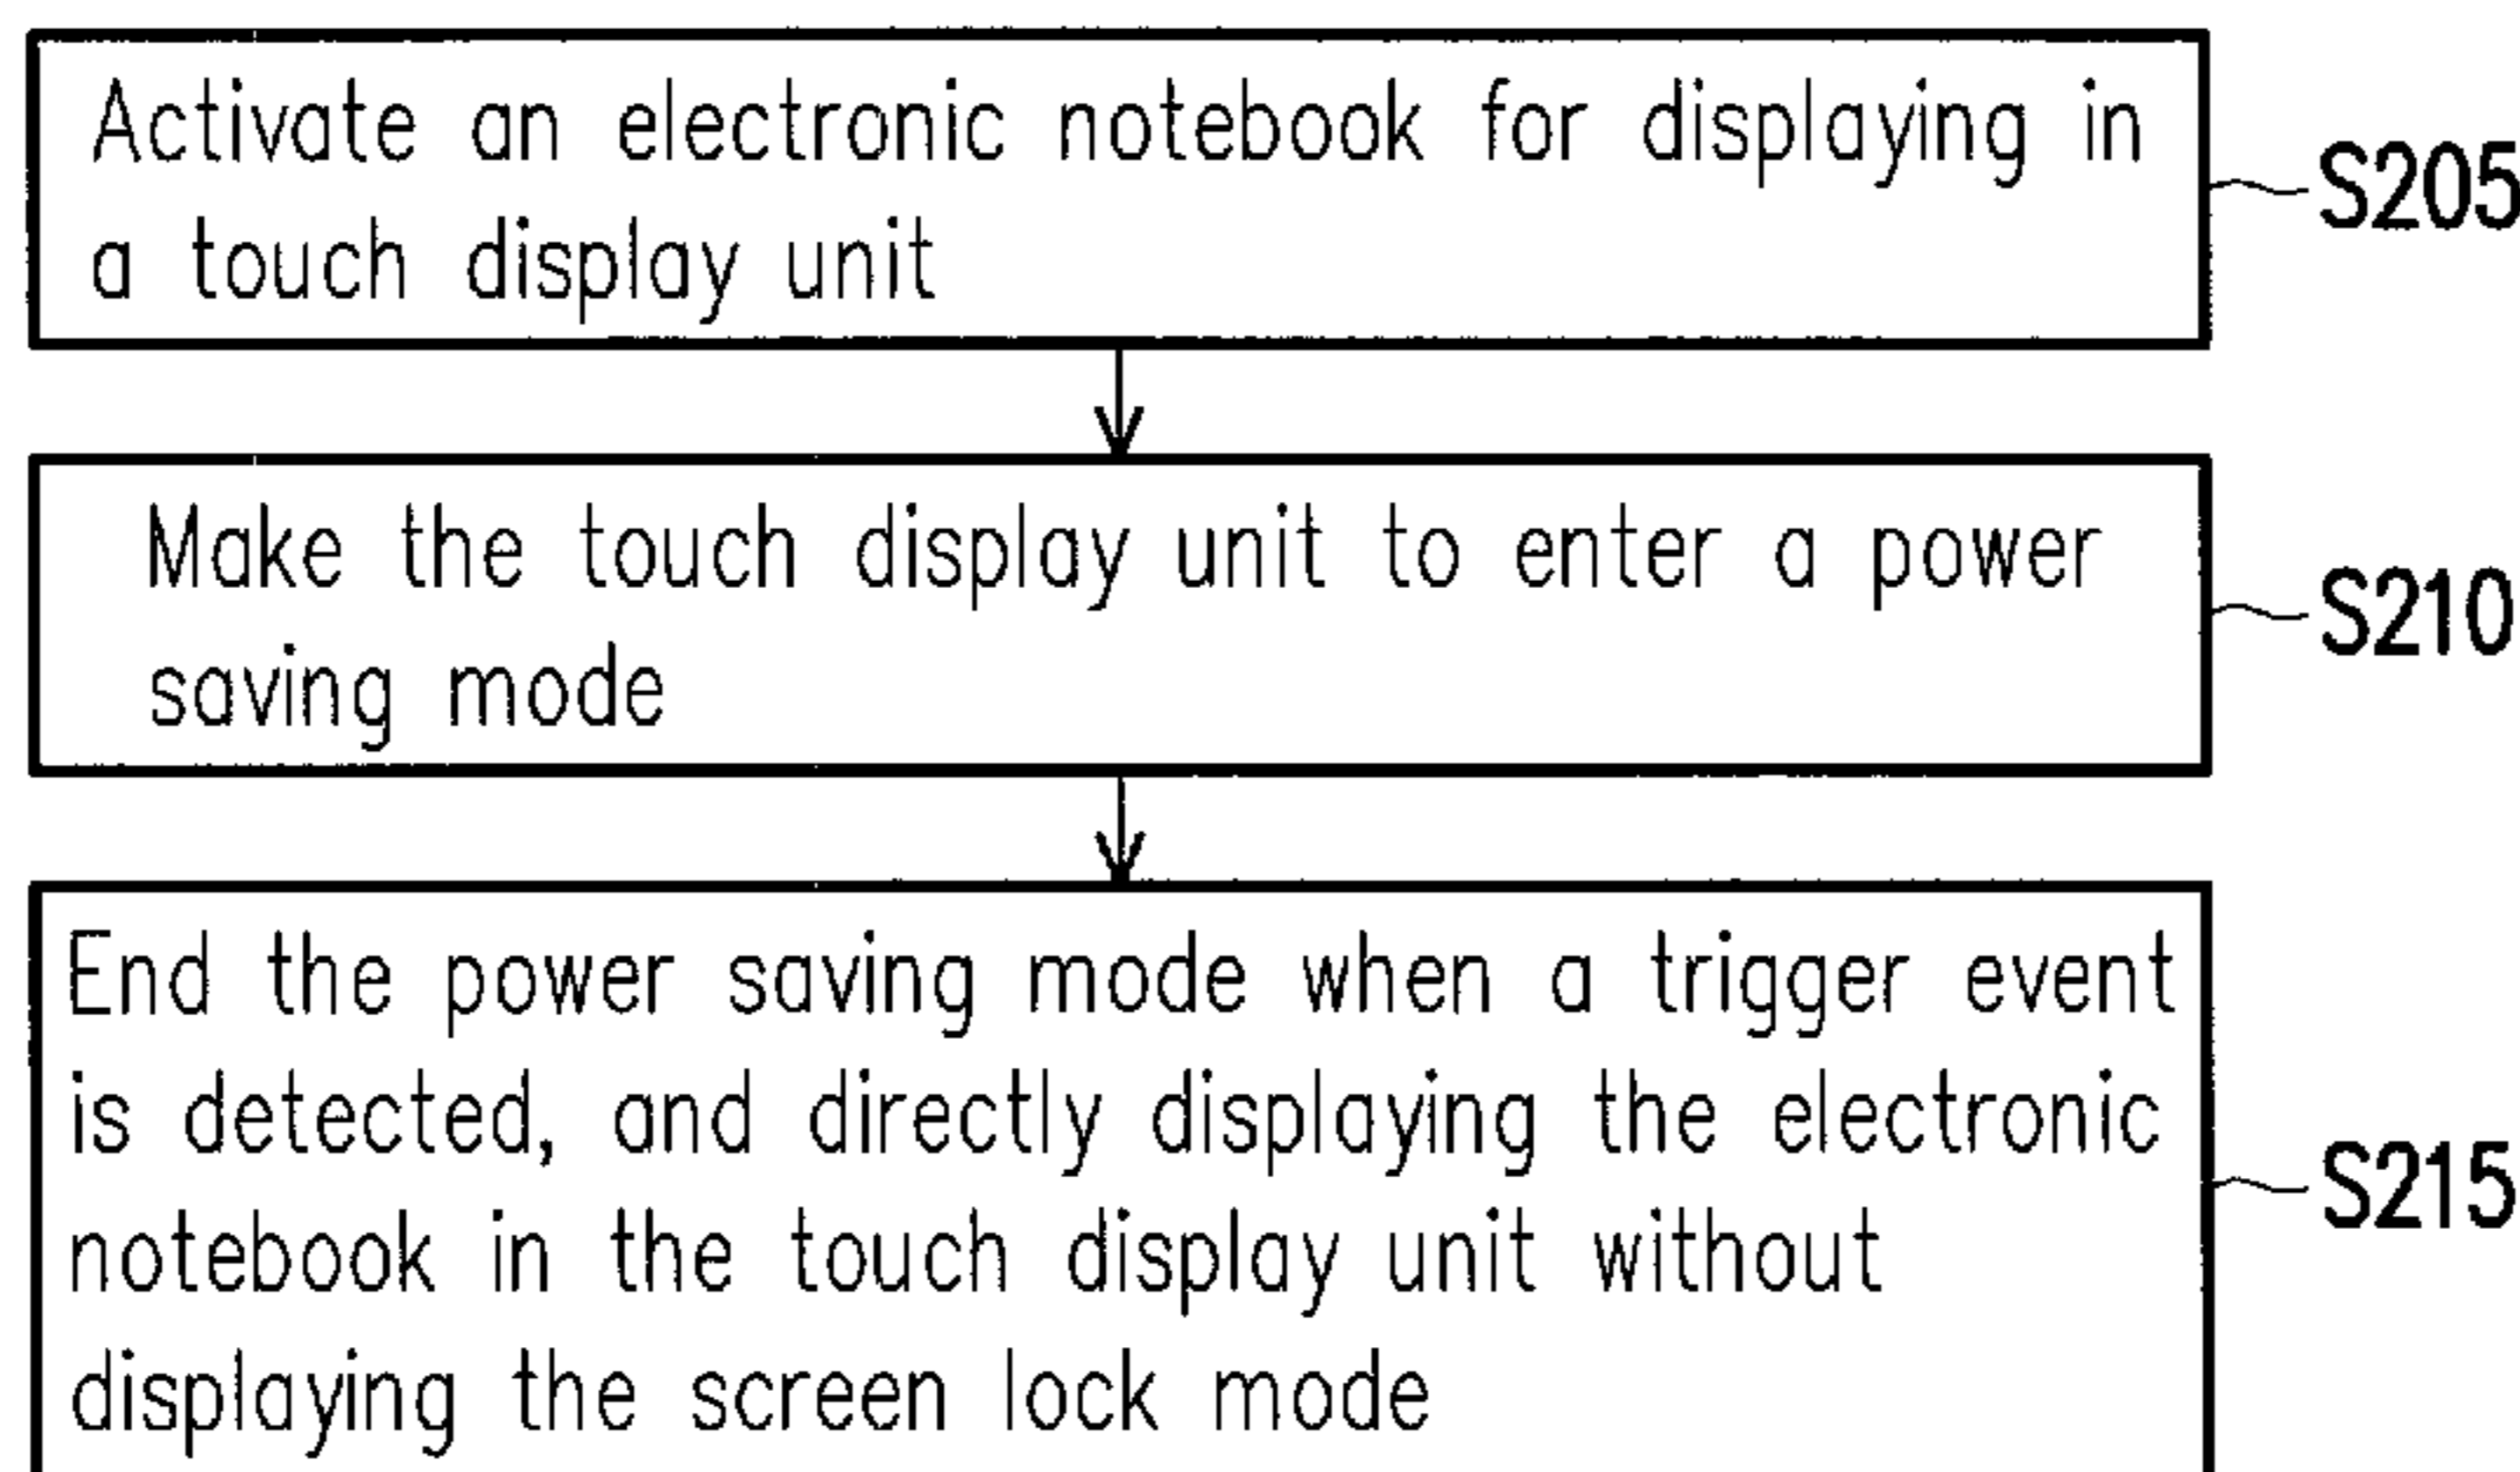 Activate an electronic notebook for displaying in
a touch display unit
S205
Make the touch display unit to enter a power
saving mode
S210
End the power saving mode when a trigger event
is detected, and directly displaying the electronic
notebook in the touch display unit without
displaying the screen lock mode
S215